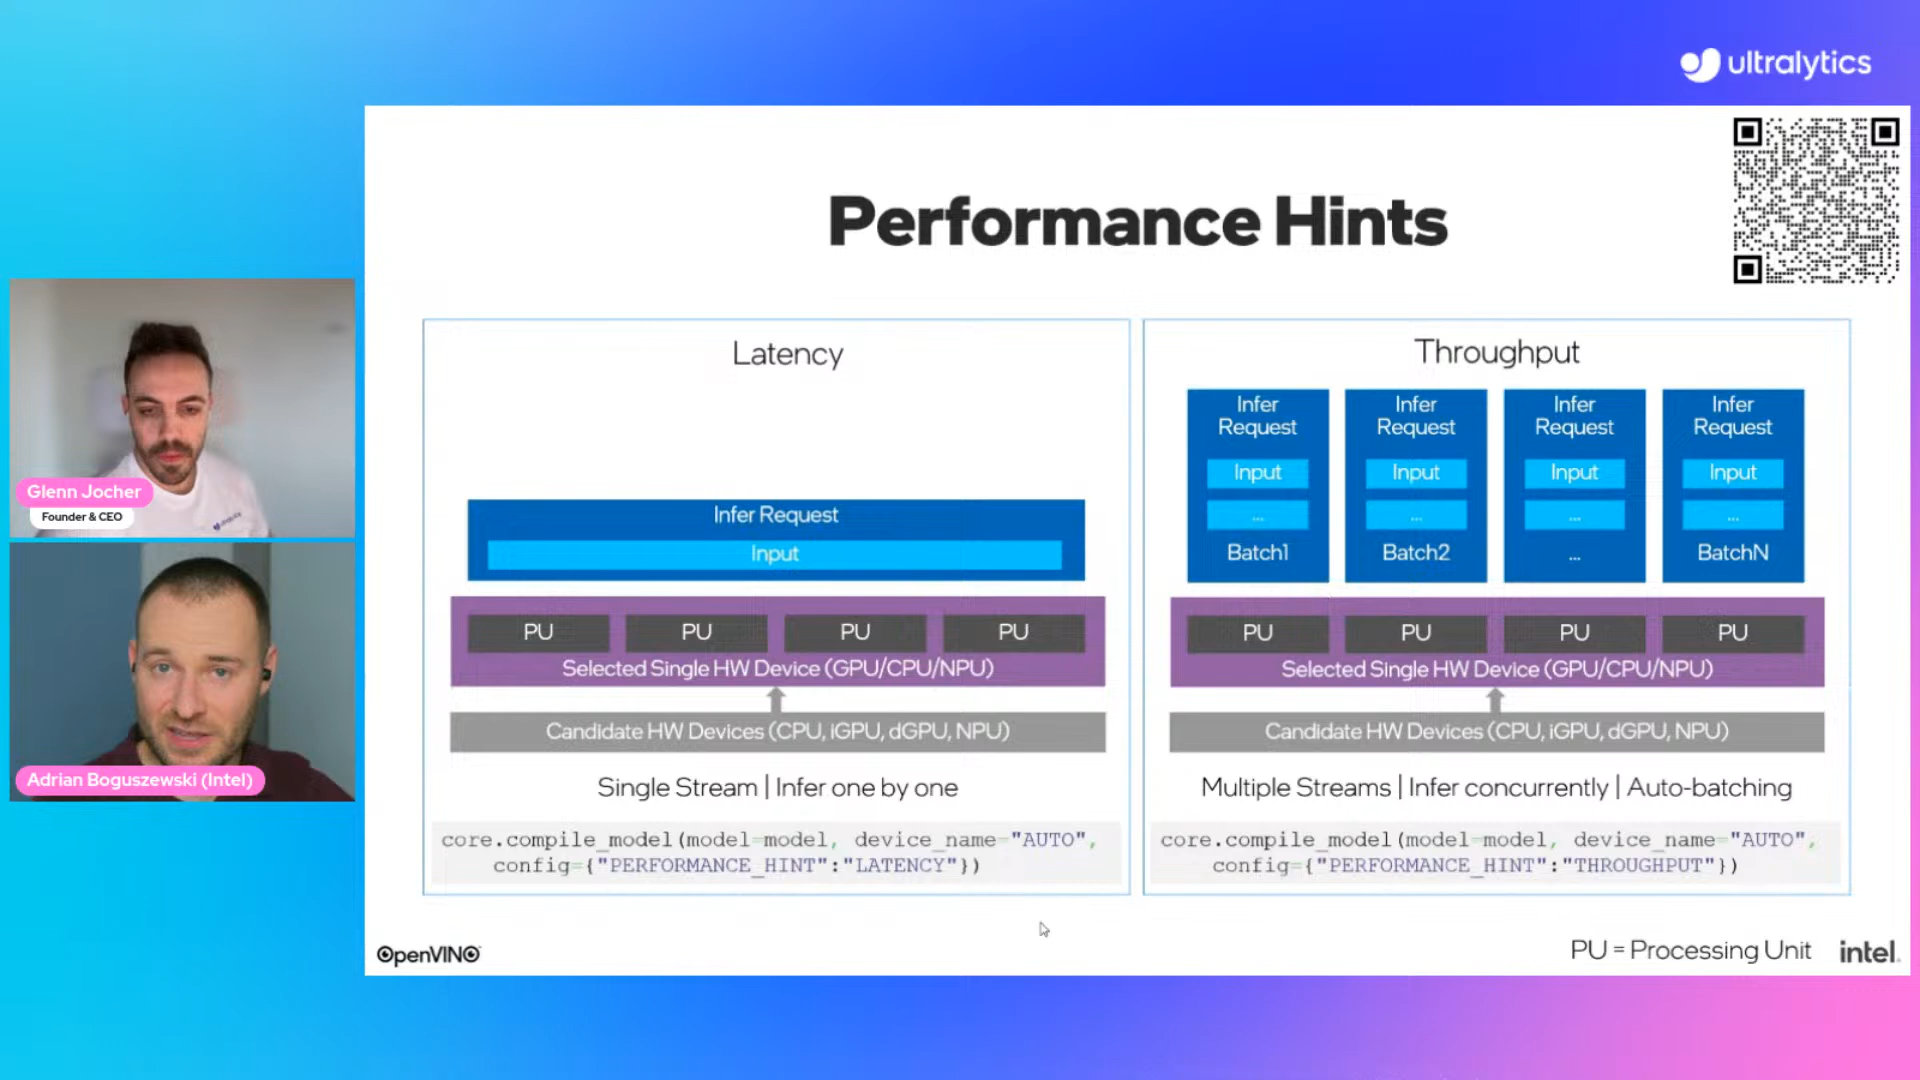 ultralytics
Performance Hints
Latency
Infer Request
Input
PU PU PU PU
Selected Single HW Device (GPU/CPU/NPU)
Candidate HW Devices (CPU, iGPU, dGPU, NPU)
Single Stream | Infer one by one
core.compile_model(model=model, device_name="AUTO",
config={"PERFORMANCE_HINT":"LATENCY"})
Throughput
Infer
Request
Input
...
Batch1
Infer
Request
Input
...
Batch2
Infer
Request
Input
...
...
Infer
Request
Input
...
BatchN
PU PU PU PU
Selected Single HW Device (GPU/CPU/NPU)
Candidate HW Devices (CPU, iGPU, dGPU, NPU)
Multiple Streams | Infer concurrently | Auto-batching
core.compile_model(model=model, device_name="AUTO",
config={"PERFORMANCE_HINT":"THROUGHPUT"})
OpenVINO
PU = Processing Unit
intel.
Glenn Jocher
Founder & CEO
ultralytics
Adrian Boguszewski (Intel)